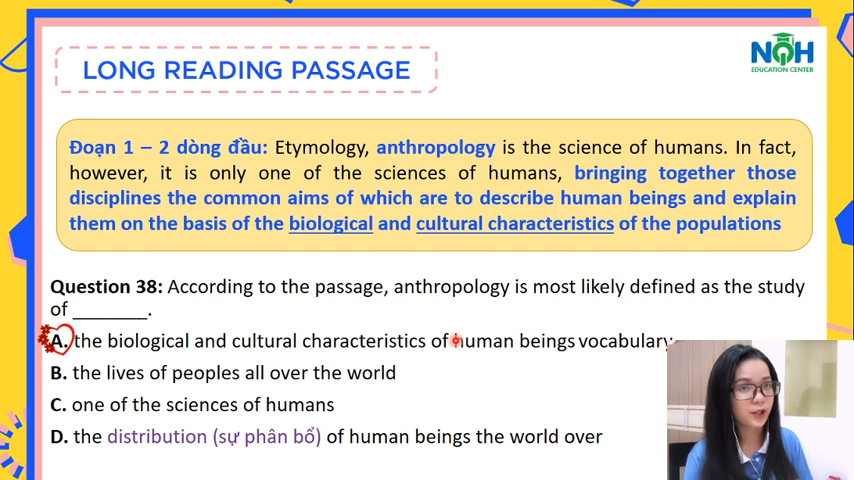 NQH
EDUCATION CENTER
LONG READING PASSAGE
Đoạn 1 – 2 dòng đầu: Etymology, anthropology is the science of humans. In fact,
however, it is only one of the sciences of humans, bringing together those
disciplines the common aims of which are to describe human beings and explain
them on the basis of the biological and cultural characteristics of the populations
Question 38: According to the passage, anthropology is most likely defined as the study
of _______.
A. the biological and cultural characteristics of human beings vocabulary
B. the lives of peoples all over the world
C. one of the sciences of humans
D. the distribution (sự phân bổ) of human beings the world over